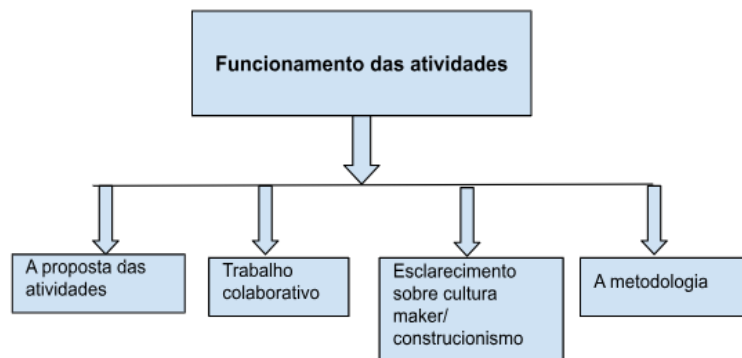 Funcionamento das atividades
A proposta das
atividades
Trabalho
colaborativo
Esclarecimento
sobre cultura
maker/
construcionismo
A metodologia